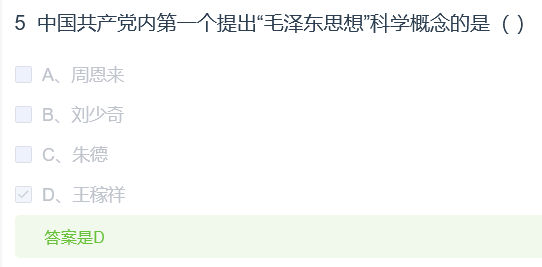 5 中国共产党内第一个提出“毛泽东思想”科学概念的是（ ）
A、周恩来
B、刘少奇
C、朱德
D、王稼祥
答案是D